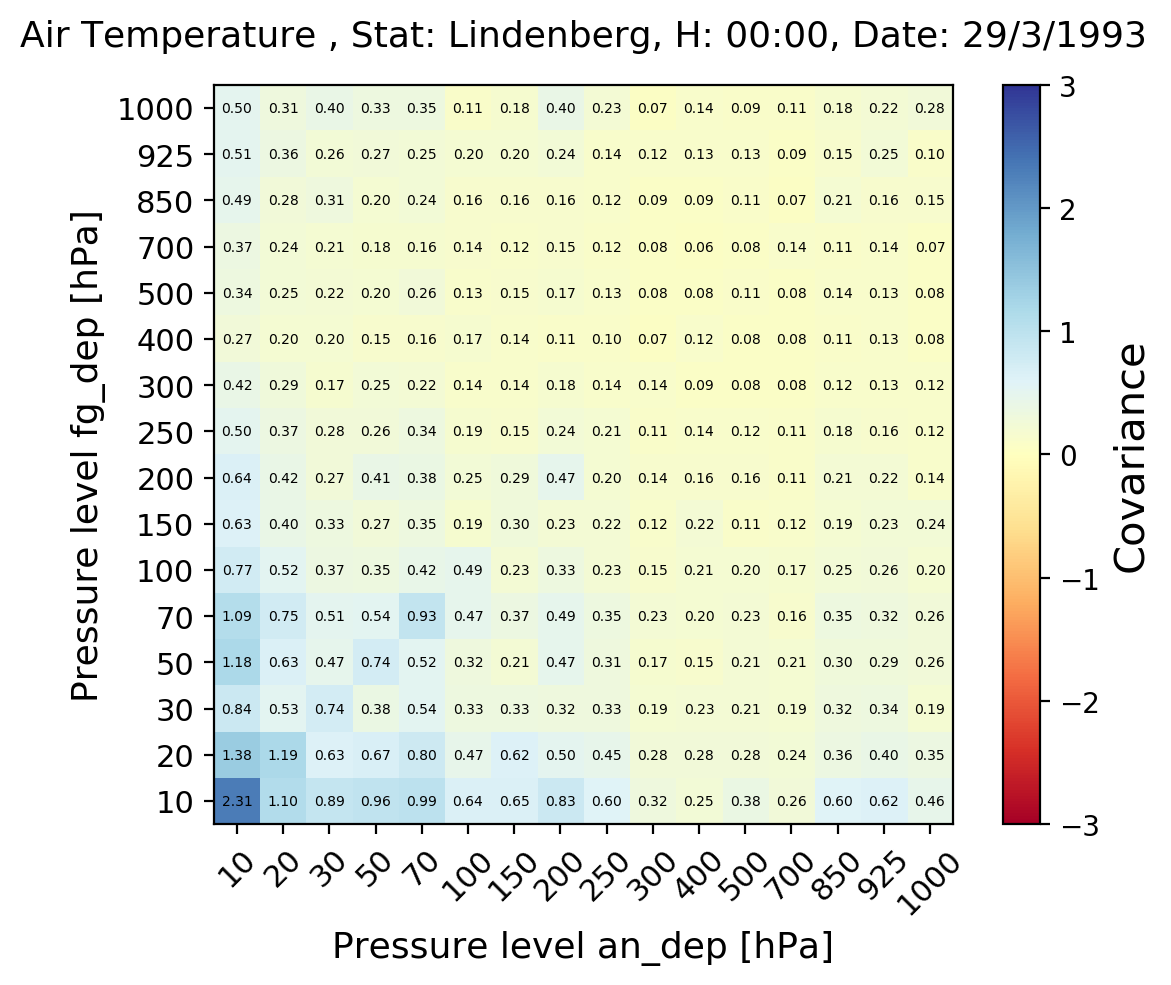 Air Temperature , Stat: Lindenberg, H: 00:00, Date: 29/3/1993
1000 0.50 0.31 0.40 0.33 0.35 0.11 0.18 0.40 0.23 0.07 0.14 0.09 0.11 0.18 0.22 0.28
925 0.51 0.36 0.26 0.27 0.25 0.20 0.20 0.24 0.14 0.12 0.13 0.13 0.09 0.15 0.25 0.10
850 0.49 0.28 0.31 0.20 0.24 0.16 0.16 0.16 0.12 0.09 0.09 0.11 0.07 0.21 0.16 0.15
700 0.37 0.24 0.21 0.18 0.16 0.14 0.12 0.15 0.12 0.08 0.06 0.08 0.14 0.11 0.14 0.07
500 0.34 0.25 0.22 0.20 0.26 0.13 0.15 0.17 0.13 0.08 0.08 0.11 0.08 0.14 0.13 0.08
400 0.27 0.20 0.20 0.15 0.16 0.17 0.14 0.11 0.10 0.07 0.12 0.08 0.08 0.11 0.13 0.08
300 0.42 0.29 0.17 0.25 0.22 0.14 0.14 0.18 0.14 0.14 0.09 0.08 0.08 0.12 0.13 0.12
250 0.50 0.37 0.28 0.26 0.34 0.19 0.15 0.24 0.21 0.11 0.14 0.12 0.11 0.18 0.16 0.12
200 0.64 0.42 0.27 0.41 0.38 0.25 0.29 0.47 0.20 0.14 0.16 0.16 0.11 0.21 0.22 0.14
150 0.63 0.40 0.33 0.27 0.35 0.19 0.30 0.23 0.22 0.12 0.22 0.11 0.12 0.19 0.23 0.24
100 0.77 0.52 0.37 0.35 0.42 0.49 0.23 0.33 0.23 0.15 0.21 0.20 0.17 0.25 0.26 0.20
70 1.09 0.75 0.51 0.54 0.93 0.47 0.37 0.49 0.35 0.23 0.20 0.23 0.16 0.35 0.32 0.26
50 1.18 0.63 0.47 0.74 0.52 0.32 0.21 0.47 0.31 0.17 0.15 0.21 0.21 0.30 0.29 0.26
30 0.84 0.53 0.74 0.38 0.54 0.33 0.33 0.32 0.33 0.19 0.23 0.21 0.19 0.32 0.34 0.19
20 1.38 1.19 0.63 0.67 0.80 0.47 0.62 0.50 0.45 0.28 0.28 0.28 0.24 0.36 0.40 0.35
10 2.31 1.10 0.89 0.96 0.99 0.64 0.65 0.83 0.60 0.32 0.25 0.38 0.26 0.60 0.62 0.46
10 20 30 50 70 100 150 200 250 300 400 500 700 850 925 1000
Pressure level an_dep [hPa]
Pressure level fg_dep [hPa]
3
2
1
0
−1
−2
−3
Covariance